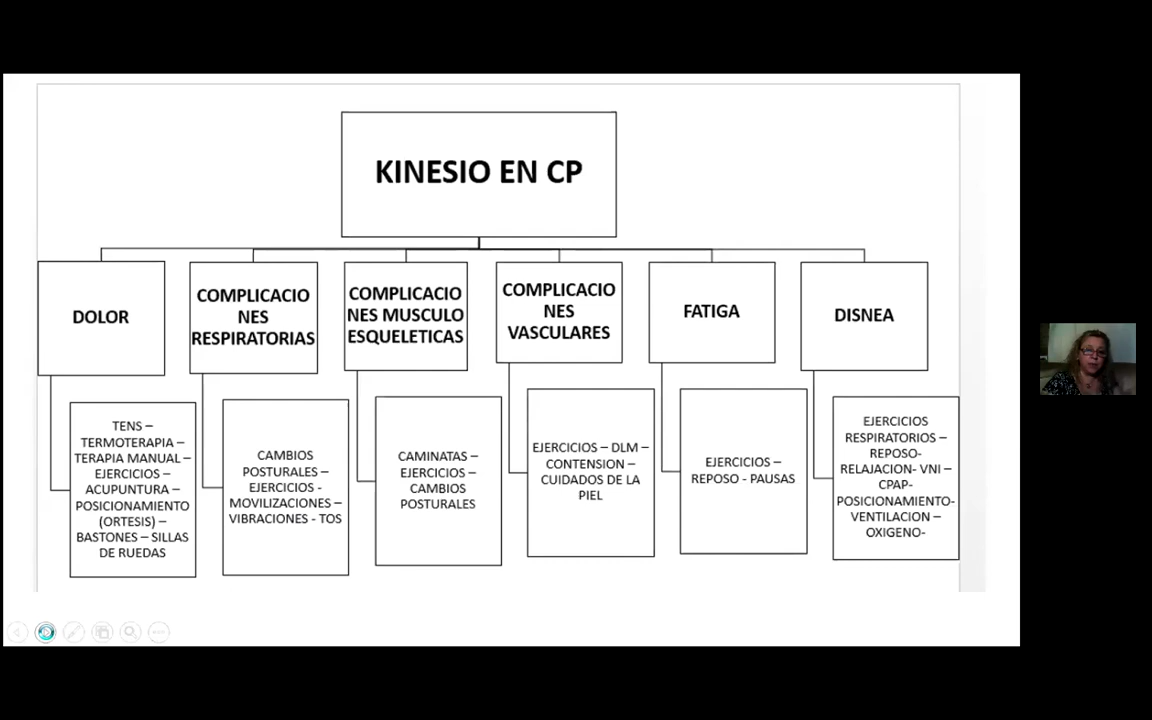 KINESIO EN CP
DOLOR
COMPLICACIO
NES
RESPIRATORIAS
COMPLICACIO
NES MUSCULO
ESQUELETICAS
COMPLICACIO
NES
VASCULARES
FATIGA
DISNEA
TENS –
TERMOTERAPIA –
TERAPIA MANUAL –
EJERCICIOS –
ACUPUNTURA –
POSICIONAMIENTO
(ORTESIS) –
BASTONES – SILLAS
DE RUEDAS
CAMBIOS
POSTURALES –
EJERCICIOS -
MOVILIZACIONES –
VIBRACIONES - TOS
CAMINATAS –
EJERCICIOS –
CAMBIOS
POSTURALES
EJERCICIOS – DLM –
CONTENSION –
CUIDADOS DE LA
PIEL
EJERCICIOS –
REPOSO - PAUSAS
EJERCICIOS
RESPIRATORIOS –
REPOSO-
RELAJACION- VNI –
CPAP-
POSICIONAMIENTO-
VENTILACION –
OXIGENO-